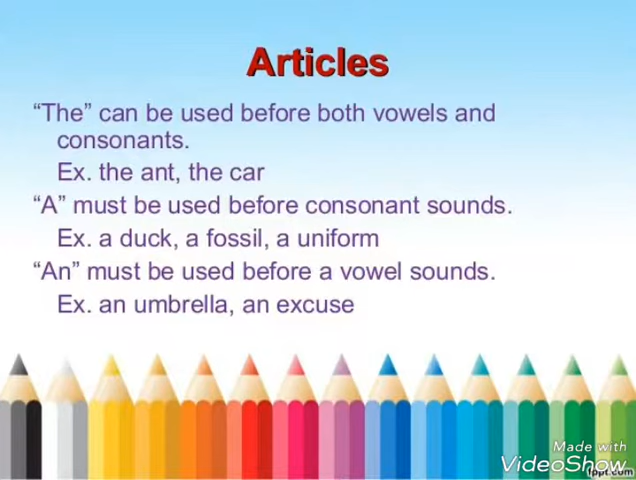 Articles
“The” can be used before both vowels and
consonants.
Ex. the ant, the car
“A” must be used before consonant sounds.
Ex. a duck, a fossil, a uniform
“An” must be used before a vowel sounds.
Ex. an umbrella, an excuse
Made with
VideoShow
fppt.com